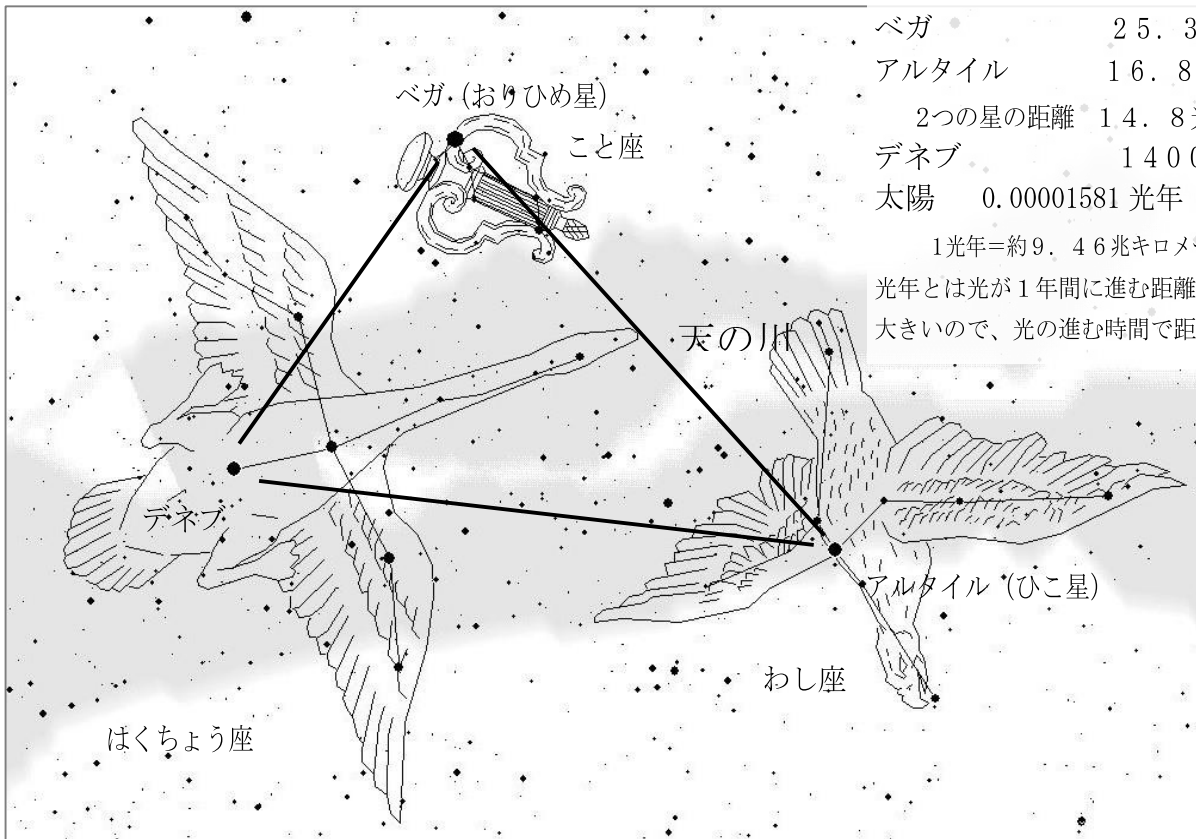 ベガ　２５．３
アルタイル　１６．８
2つの星の距離　１４．８
デネブ　１４００
太陽　0.00001581 光年
1光年＝約９．４６兆キロメ
光年とは光が１年間に進む距離
大きいので、光の進む時間で距
ベガ (おりひめ星)
こと座
天の川
デネブ
アルタイル (ひこ星)
わし座
はくちょう座